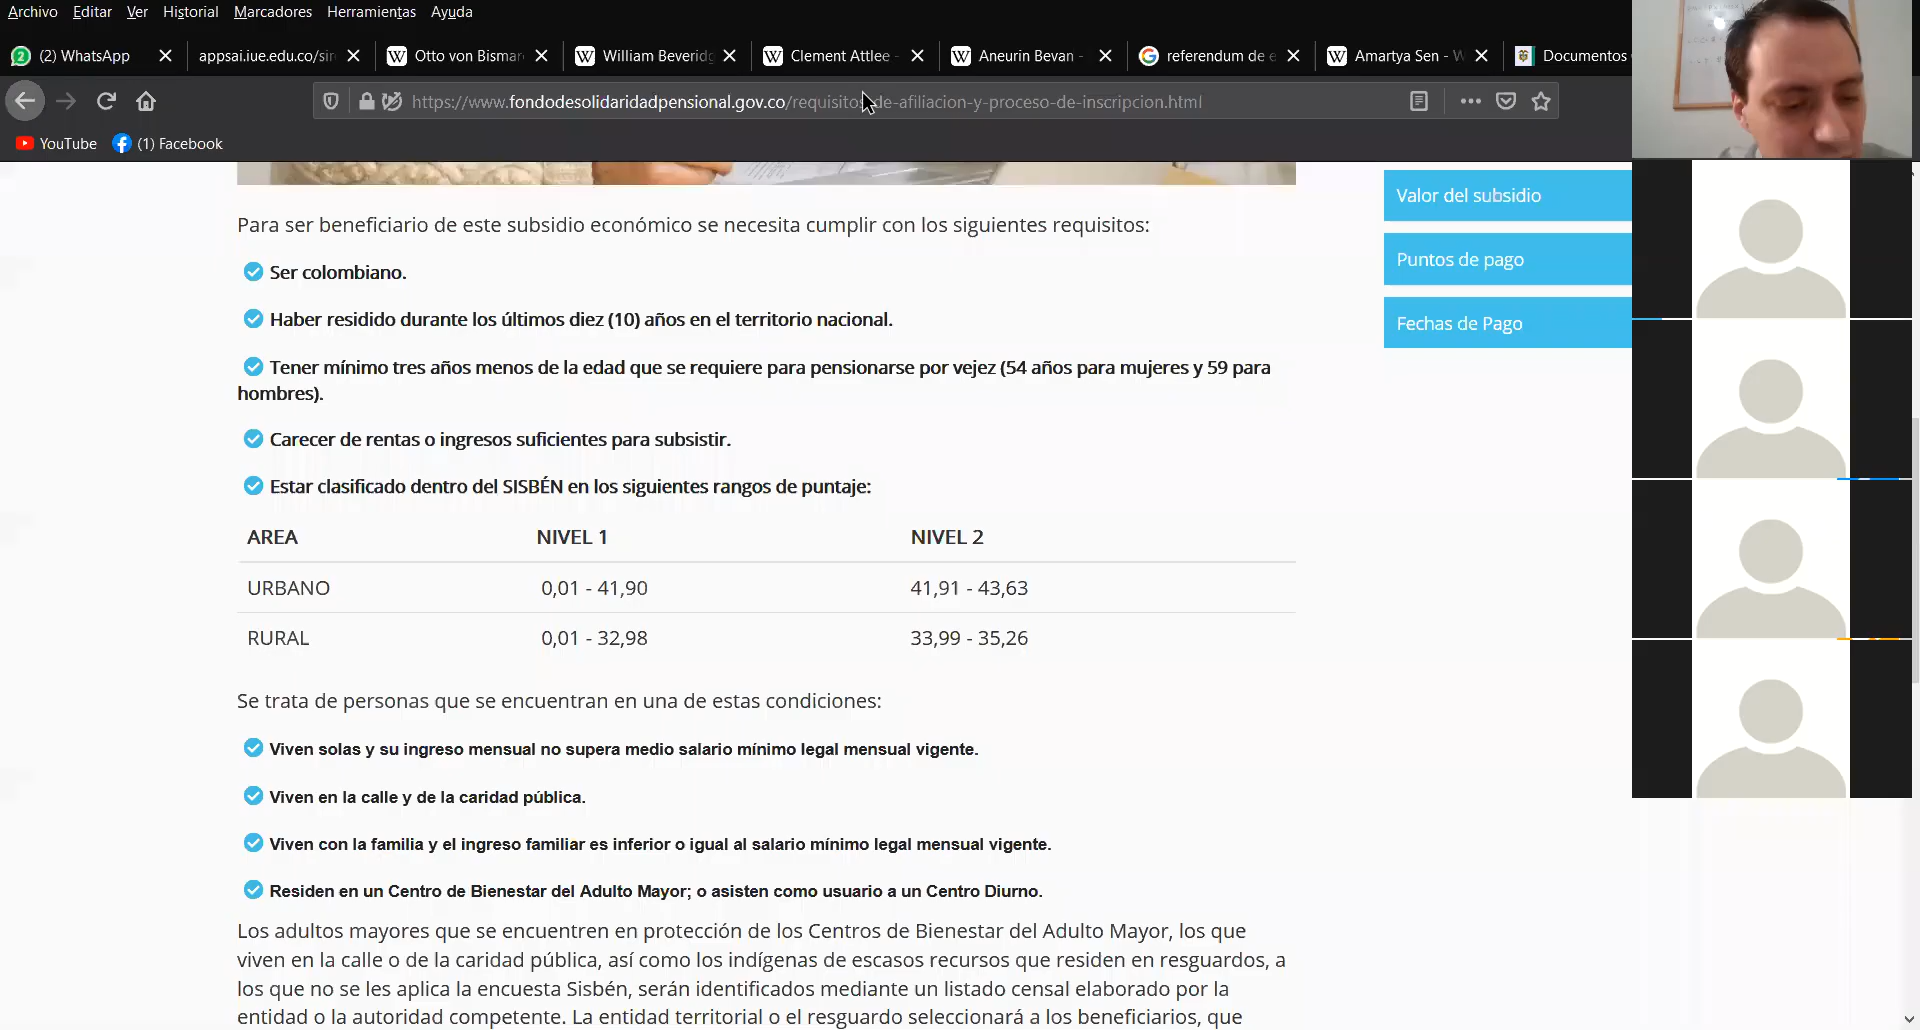 Archivo Editar Ver Historial Marcadores Herramientas Ayuda
(2) WhatsApp appsai.iue.edu.co/sir Otto von Bismar William Beveridg Clement Attlee - Aneurin Bevan - referendum de e Amartya Sen - W Documentos
https://www.fondodesolidaridadpensional.gov.co/requisitos-de-afiliacion-y-proceso-de-inscripcion.html
YouTube (1) Facebook
Valor del subsidio
Puntos de pago
Fechas de Pago
Para ser beneficiario de este subsidio económico se necesita cumplir con los siguientes requisitos:
Ser colombiano.
Haber residido durante los últimos diez (10) años en el territorio nacional.
Tener mínimo tres años menos de la edad que se requiere para pensionarse por vejez (54 años para mujeres y 59 para
hombres).
Carecer de rentas o ingresos suficientes para subsistir.
Estar clasificado dentro del SISBÉN en los siguientes rangos de puntaje:
AREA NIVEL 1 NIVEL 2
URBANO 0,01 - 41,90 41,91 - 43,63
RURAL 0,01 - 32,98 33,99 - 35,26
Se trata de personas que se encuentran en una de estas condiciones:
Viven solas y su ingreso mensual no supera medio salario mínimo legal mensual vigente.
Viven en la calle y de la caridad pública.
Viven con la familia y el ingreso familiar es inferior o igual al salario mínimo legal mensual vigente.
Residen en un Centro de Bienestar del Adulto Mayor; o asisten como usuario a un Centro Diurno.
Los adultos mayores que se encuentren en protección de los Centros de Bienestar del Adulto Mayor, los que
viven en la calle o de la caridad pública, así como los indígenas de escasos recursos que residen en resguardos, a
los que no se les aplica la encuesta Sisbén, serán identificados mediante un listado censal elaborado por la
entidad o la autoridad competente. La entidad territorial o el resguardo seleccionará a los beneficiarios, que